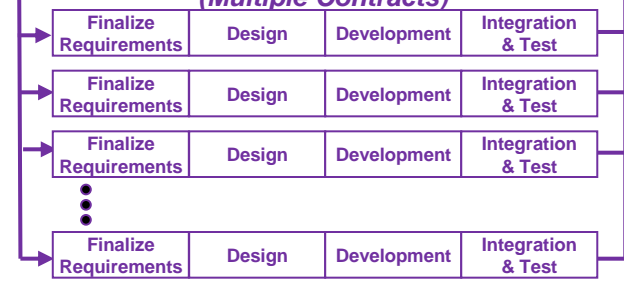 (Multiple Contracts)
Finalize Requirements Design Development Integration & Test
Finalize Requirements Design Development Integration & Test
Finalize Requirements Design Development Integration & Test
Finalize Requirements Design Development Integration & Test